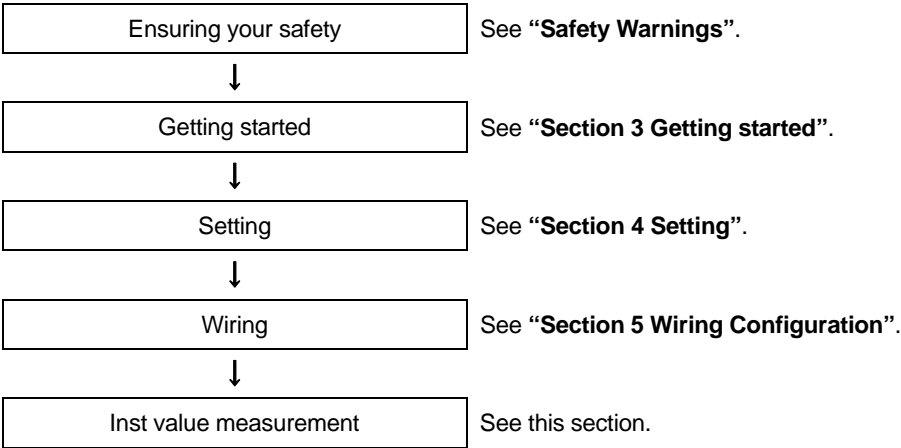 Ensuring your safety See “Safety Warnings”.
Getting started See “Section 3 Getting started”.
Setting See “Section 4 Setting”.
Wiring See “Section 5 Wiring Configuration”.
Inst value measurement See this section.